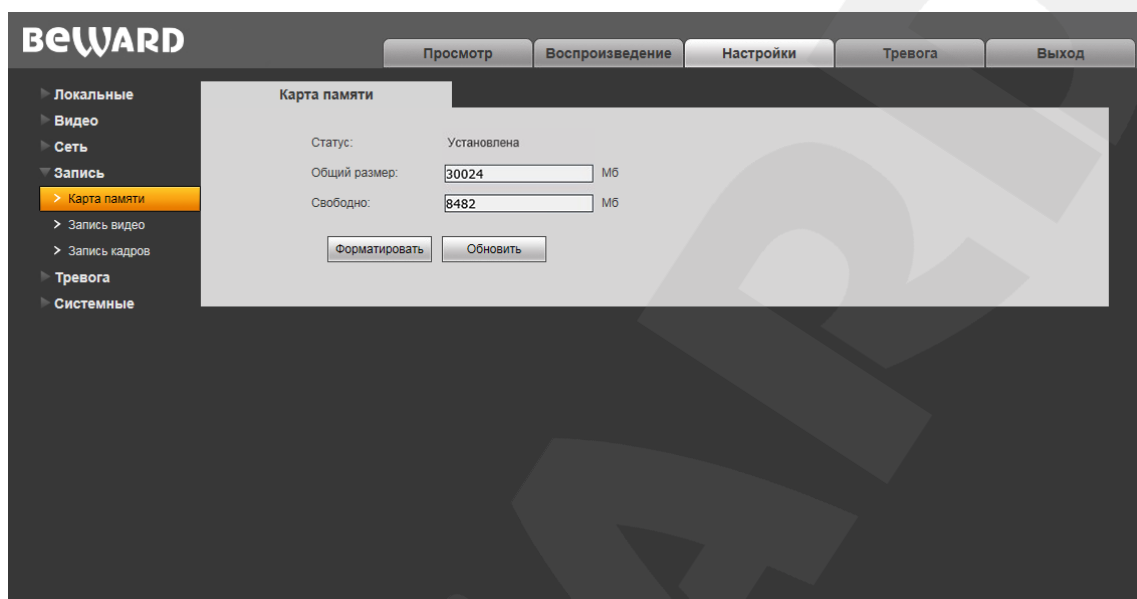 BEWARD
Просмотр Воспроизведение Настройки Тревога Выход
Локальные
Видео
Сеть
Запись
> Карта памяти
> Запись видео
> Запись кадров
Тревога
Системные
Карта памяти
Статус: Установлена
Общий размер: 30024 Мб
Свободно: 8482 Мб
Форматировать Обновить